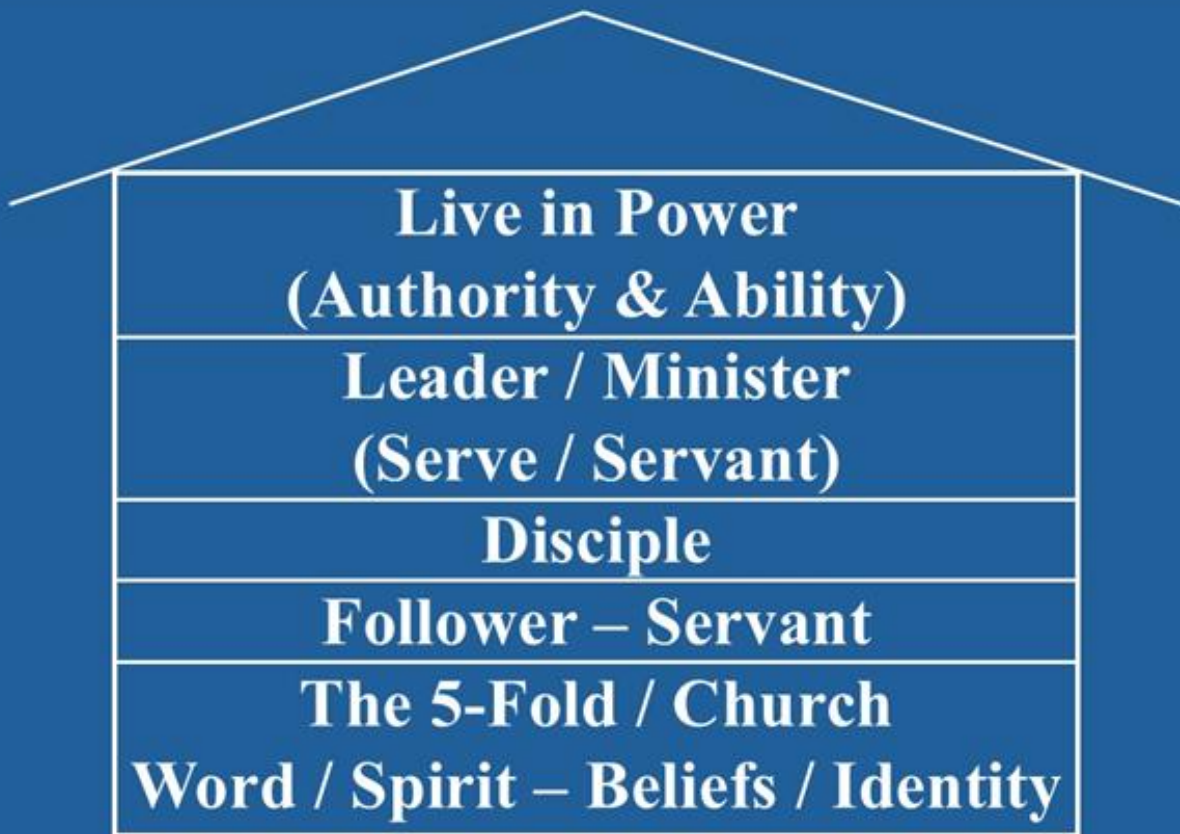 Live in Power
(Authority & Ability)
Leader / Minister
(Serve / Servant)
Disciple
Follower – Servant
The 5-Fold / Church
Word / Spirit – Beliefs / Identity